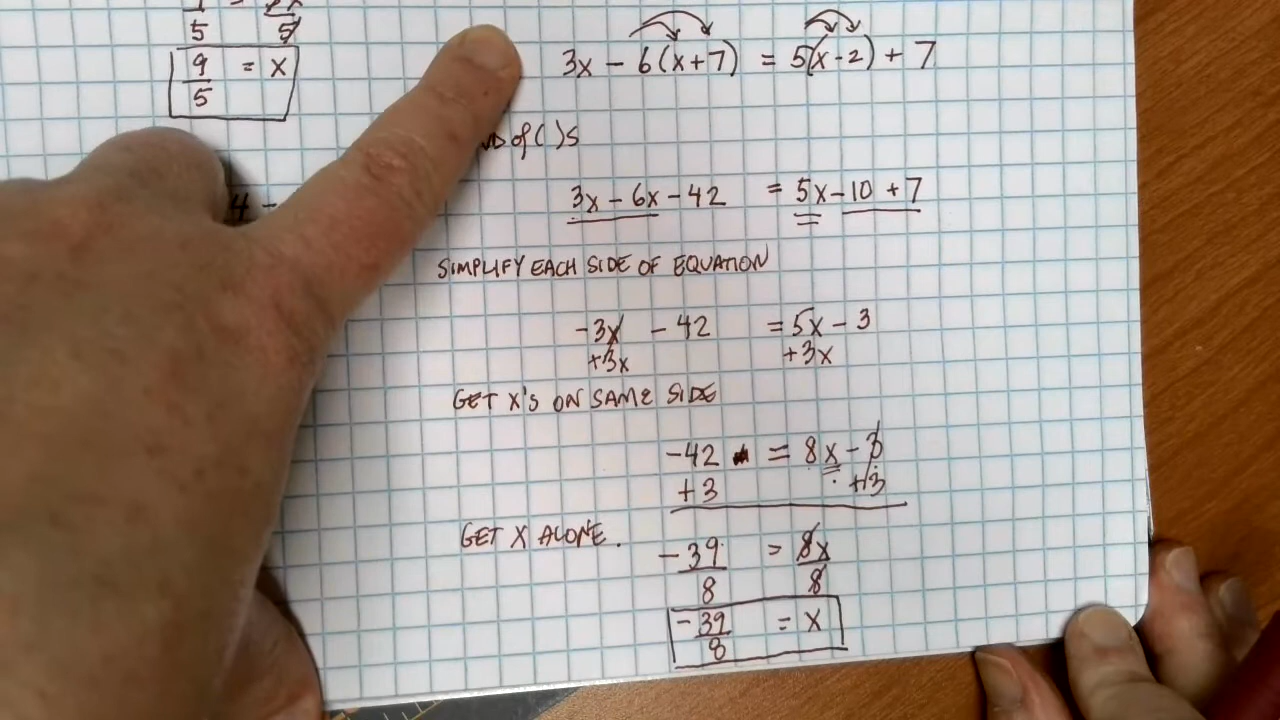 9/5 = x
3x - 6(x+7) = 5(x-2) + 7
of ( )s
4 -
3x - 6x - 42 = 5x - 10 + 7
SIMPLIFY EACH SIDE OF EQUATION
-3x - 42 = 5x - 3
+3x +3x
GET X'S ON SAME SIDE
-42 = 8x - 3
+3 +3
GET X ALONE.
-39/8 = 8x/8
-39/8 = x